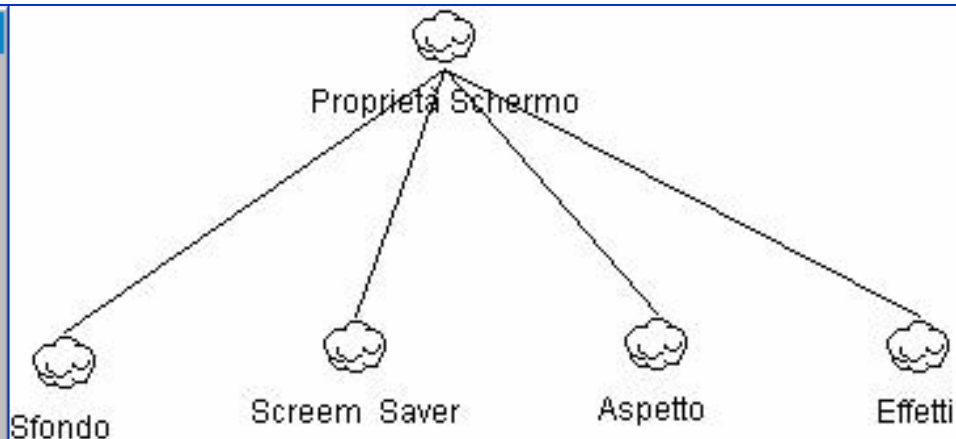 Proprietà Schermo
Sfondo
Screem Saver
Aspetto
Effetti